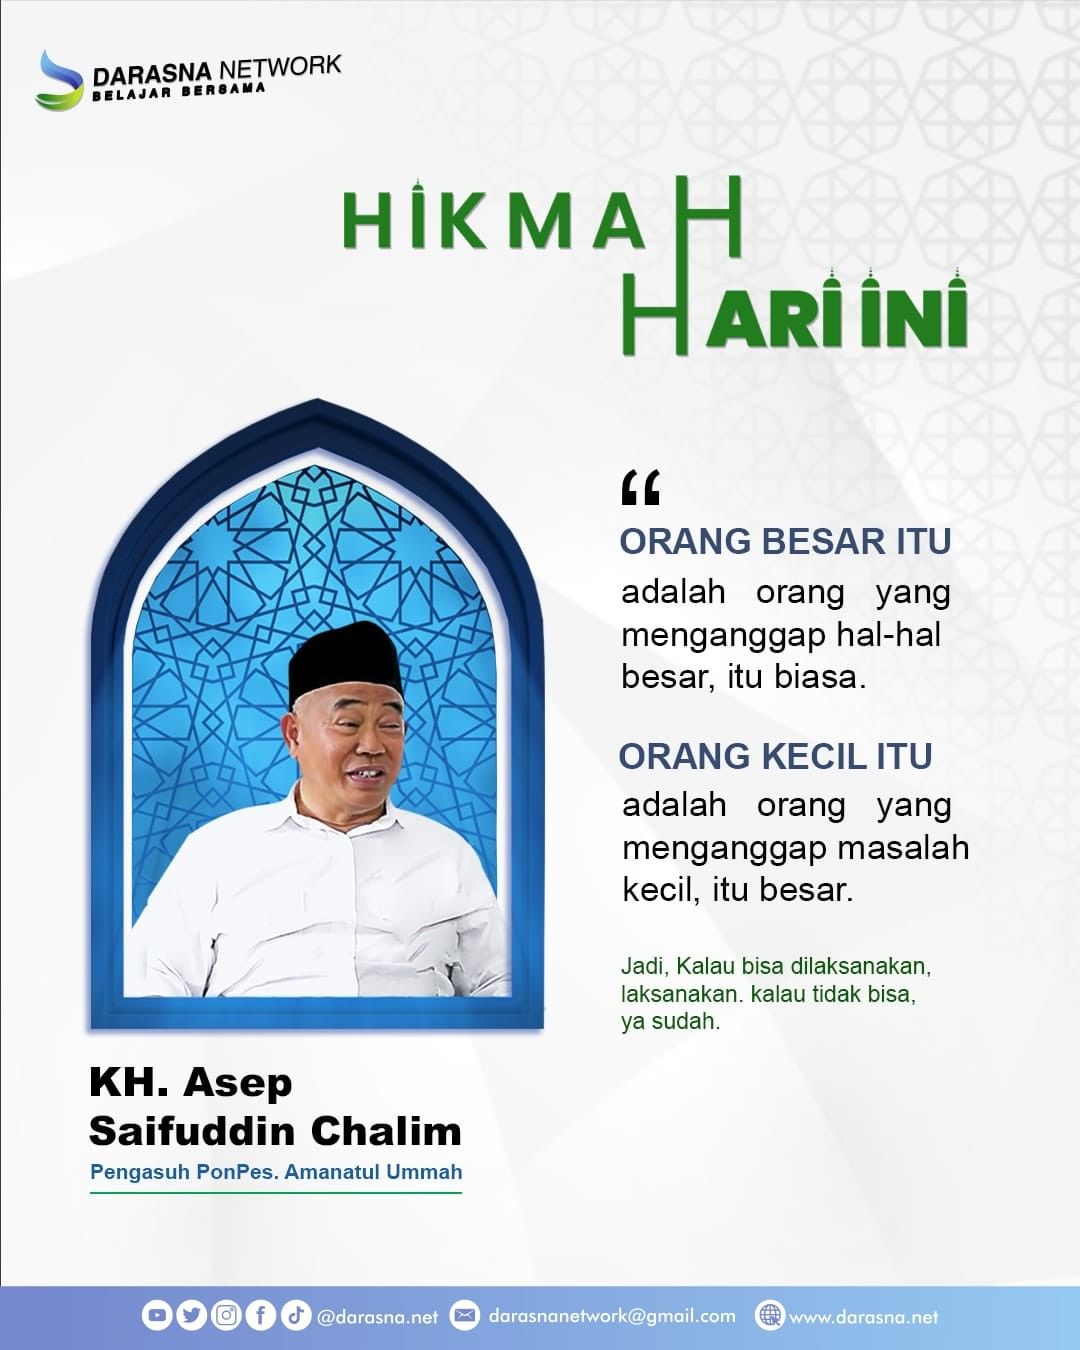 DARASNA NETWORK
BELAJAR BERSAMA
HIKMAH
HARI INI
“
ORANG BESAR ITU
adalah orang yang
menganggap hal-hal
besar, itu biasa.
ORANG KECIL ITU
adalah orang yang
menganggap masalah
kecil, itu besar.
Jadi, Kalau bisa dilaksanakan,
laksanakan. kalau tidak bisa,
ya sudah.
KH. Asep
Saifuddin Chalim
Pengasuh PonPes. Amanatul Ummah
@darasna.net darasnanetwork@gmail.com www.darasna.net